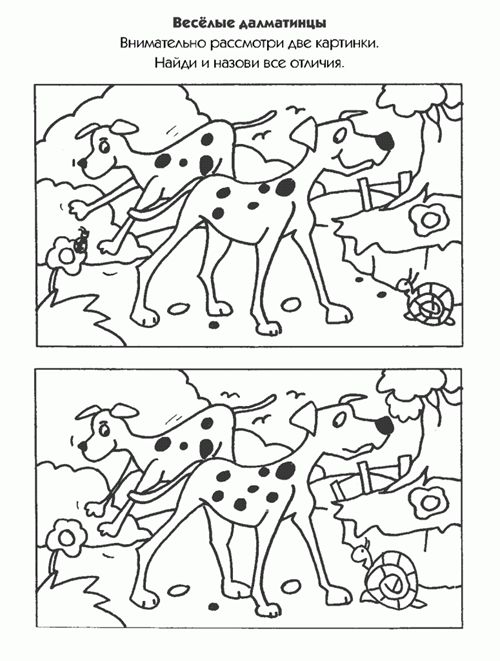 Весёлые далматинцы
Внимательно рассмотри две картинки.
Найди и назови все отличия.